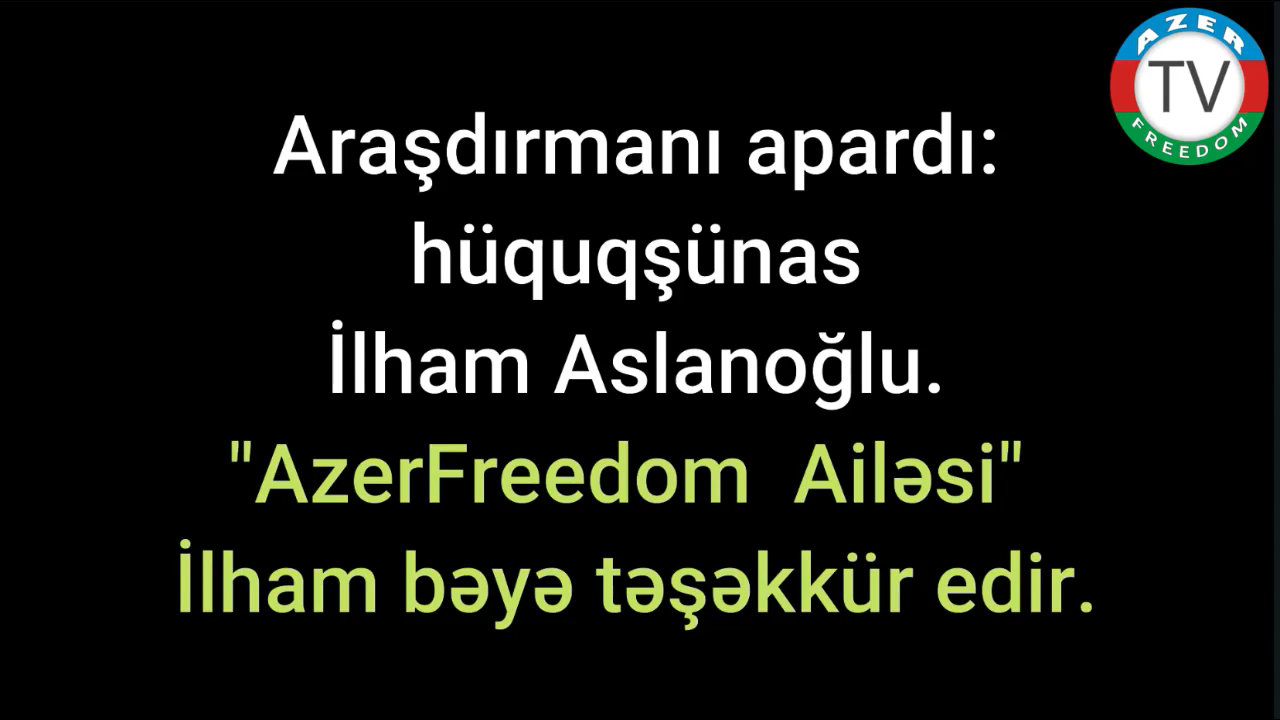 AZER
TV
FREEDOM
Araşdırmanı apardı:
hüquqşünas
İlham Aslanoğlu.
"AzerFreedom Ailəsi"
İlham bəyə təşəkkür edir.